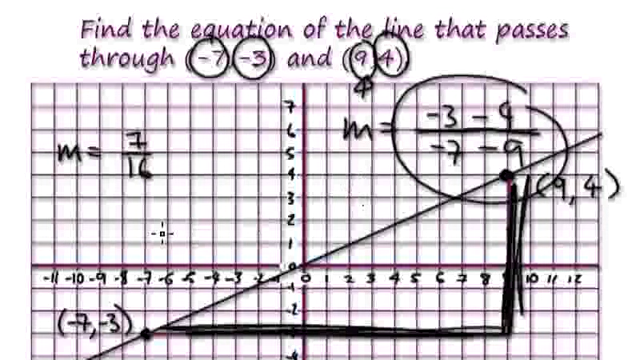 Find the equation of the line that passes
through (-7, -3) and (9, 4)
m = 7/16
m = -3 - 4 / -7 - 9
7
6
5
4
3
2
1
0
-11 -10 -9 -8 -7 -6 -5 -4 -3 -2 -1 0 1 2 3 4 5 6 7 8 9 10 11 12
-1
-2
-4
(9, 4)
(-7, -3)